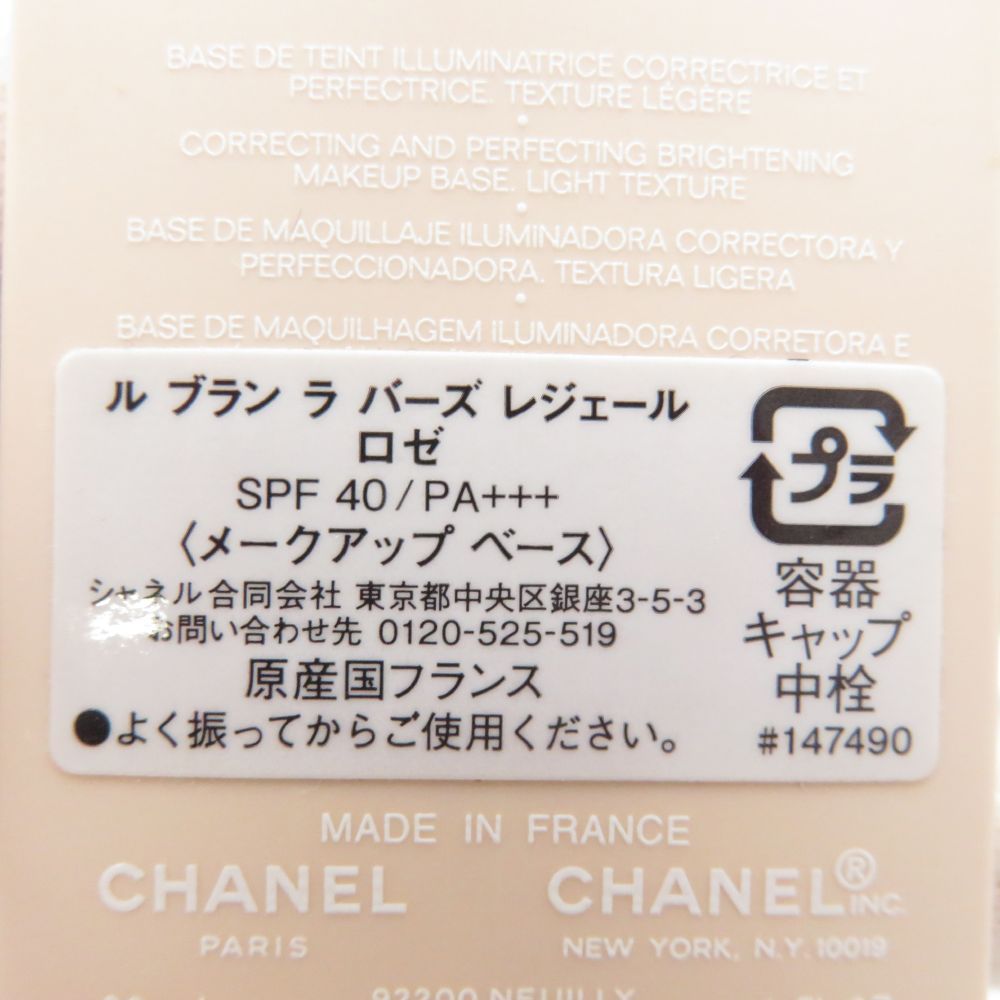 BASE DE TEINT ILLUMINATRICE CORRECTRICE ET
PERFECTRICE. TEXTURE LÉGÈRE
•
CORRECTING AND PERFECTING BRIGHTENING
MAKEUP BASE. LIGHT TEXTURE
•
BASE DE MAQUILLAJE ILUMINADORA CORRECTORA Y
PERFECCIONADORA. TEXTURA LIGERA
•
BASE DE MAQUILHAGEM ILUMINADORA CORRETORA E
ル ブラン ラ バーズ レジェール
ロゼ
SPF 40/PA+++
〈メークアップ ベース〉
シャネル合同会社 東京都中央区銀座3-5-3
お問い合わせ先 0120-525-519
原産国フランス
●よく振ってからご使用ください。
プラ
容器
キャップ
中栓
#147490
MADE IN FRANCE
CHANEL
PARIS
CHANEL® INC.
NEW YORK, N.Y. 10019
92200 NEUILLY